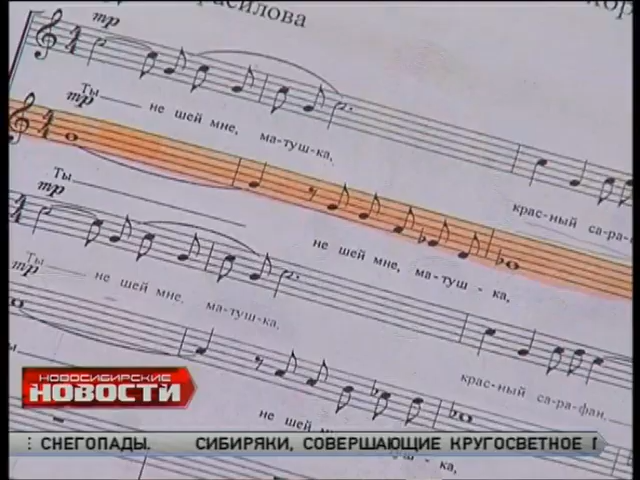 mp
Ты не шей мне, ма-туш-ка,
крас-ный са-ра-
mp
Ты не шей мне, ма-туш-ка,
mp
Ты не шей мне, ма-туш-ка,
крас-ный са-ра-фан,
mp
не шей ма-туш-ка,
НОВОСИБИРСКИЕ
НОВОСТИ
СНЕГОПАДЫ. СИБИРЯКИ, СОВЕРШАЮЩИЕ КРУГОСВЕТНОЕ